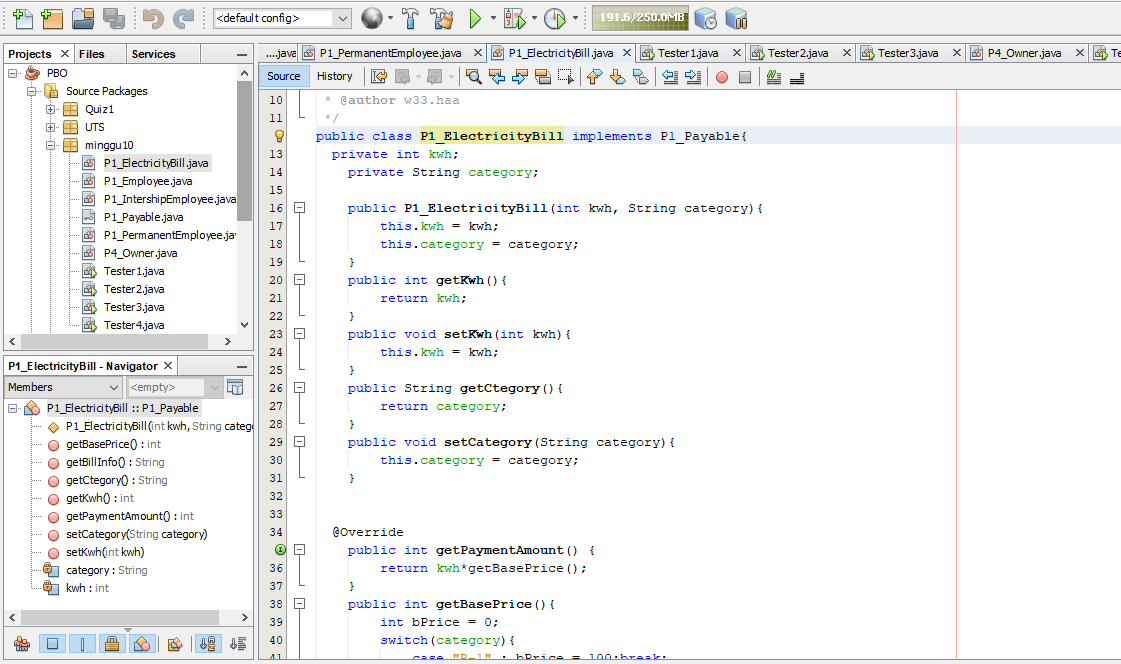 <default config>
191.6/250.0MB
Projects
Files
Services
PBO
Source Packages
Quiz1
UTS
minggu10
P1_ElectricityBill.java
P1_Employee.java
P1_IntershipEmployee.java
P1_Payable.java
P1_PermanentEmployee.jav
P4_Owner.java
Tester1.java
Tester2.java
Tester3.java
Tester4.java
P1_ElectricityBill - Navigator
Members
<empty>
P1_ElectricityBill :: P1_Payable
P1_ElectricityBill(int kwh, String catego
getBasePrice() : int
getBillInfo() : String
getCtegory() : String
getKwh() : int
getPaymentAmount() : int
setCategory(String category)
setKwh(int kwh)
category : String
kwh : int
....java P1_PermanentEmployee.java P1_ElectricityBill.java Tester1.java Tester2.java Tester3.java P4_Owner.java Te
Source History
10 * @author w33.haa
11 */
public class P1_ElectricityBill implements P1_Payable{
13 private int kwh;
14 private String category;
15
16 public P1_ElectricityBill(int kwh, String category){
17 this.kwh = kwh;
18 this.category = category;
19 }
20 public int getKwh(){
21 return kwh;
22 }
23 public void setKwh(int kwh){
24 this.kwh = kwh;
25 }
26 public String getCtegory(){
27 return category;
28 }
29 public void setCategory(String category){
30 this.category = category;
31 }
32
33
34 @Override
public int getPaymentAmount() {
36 return kwh*getBasePrice();
37 }
38 public int getBasePrice(){
39 int bPrice = 0;
40 switch(category){
41 case "R-1" : bPrice = 100;break;